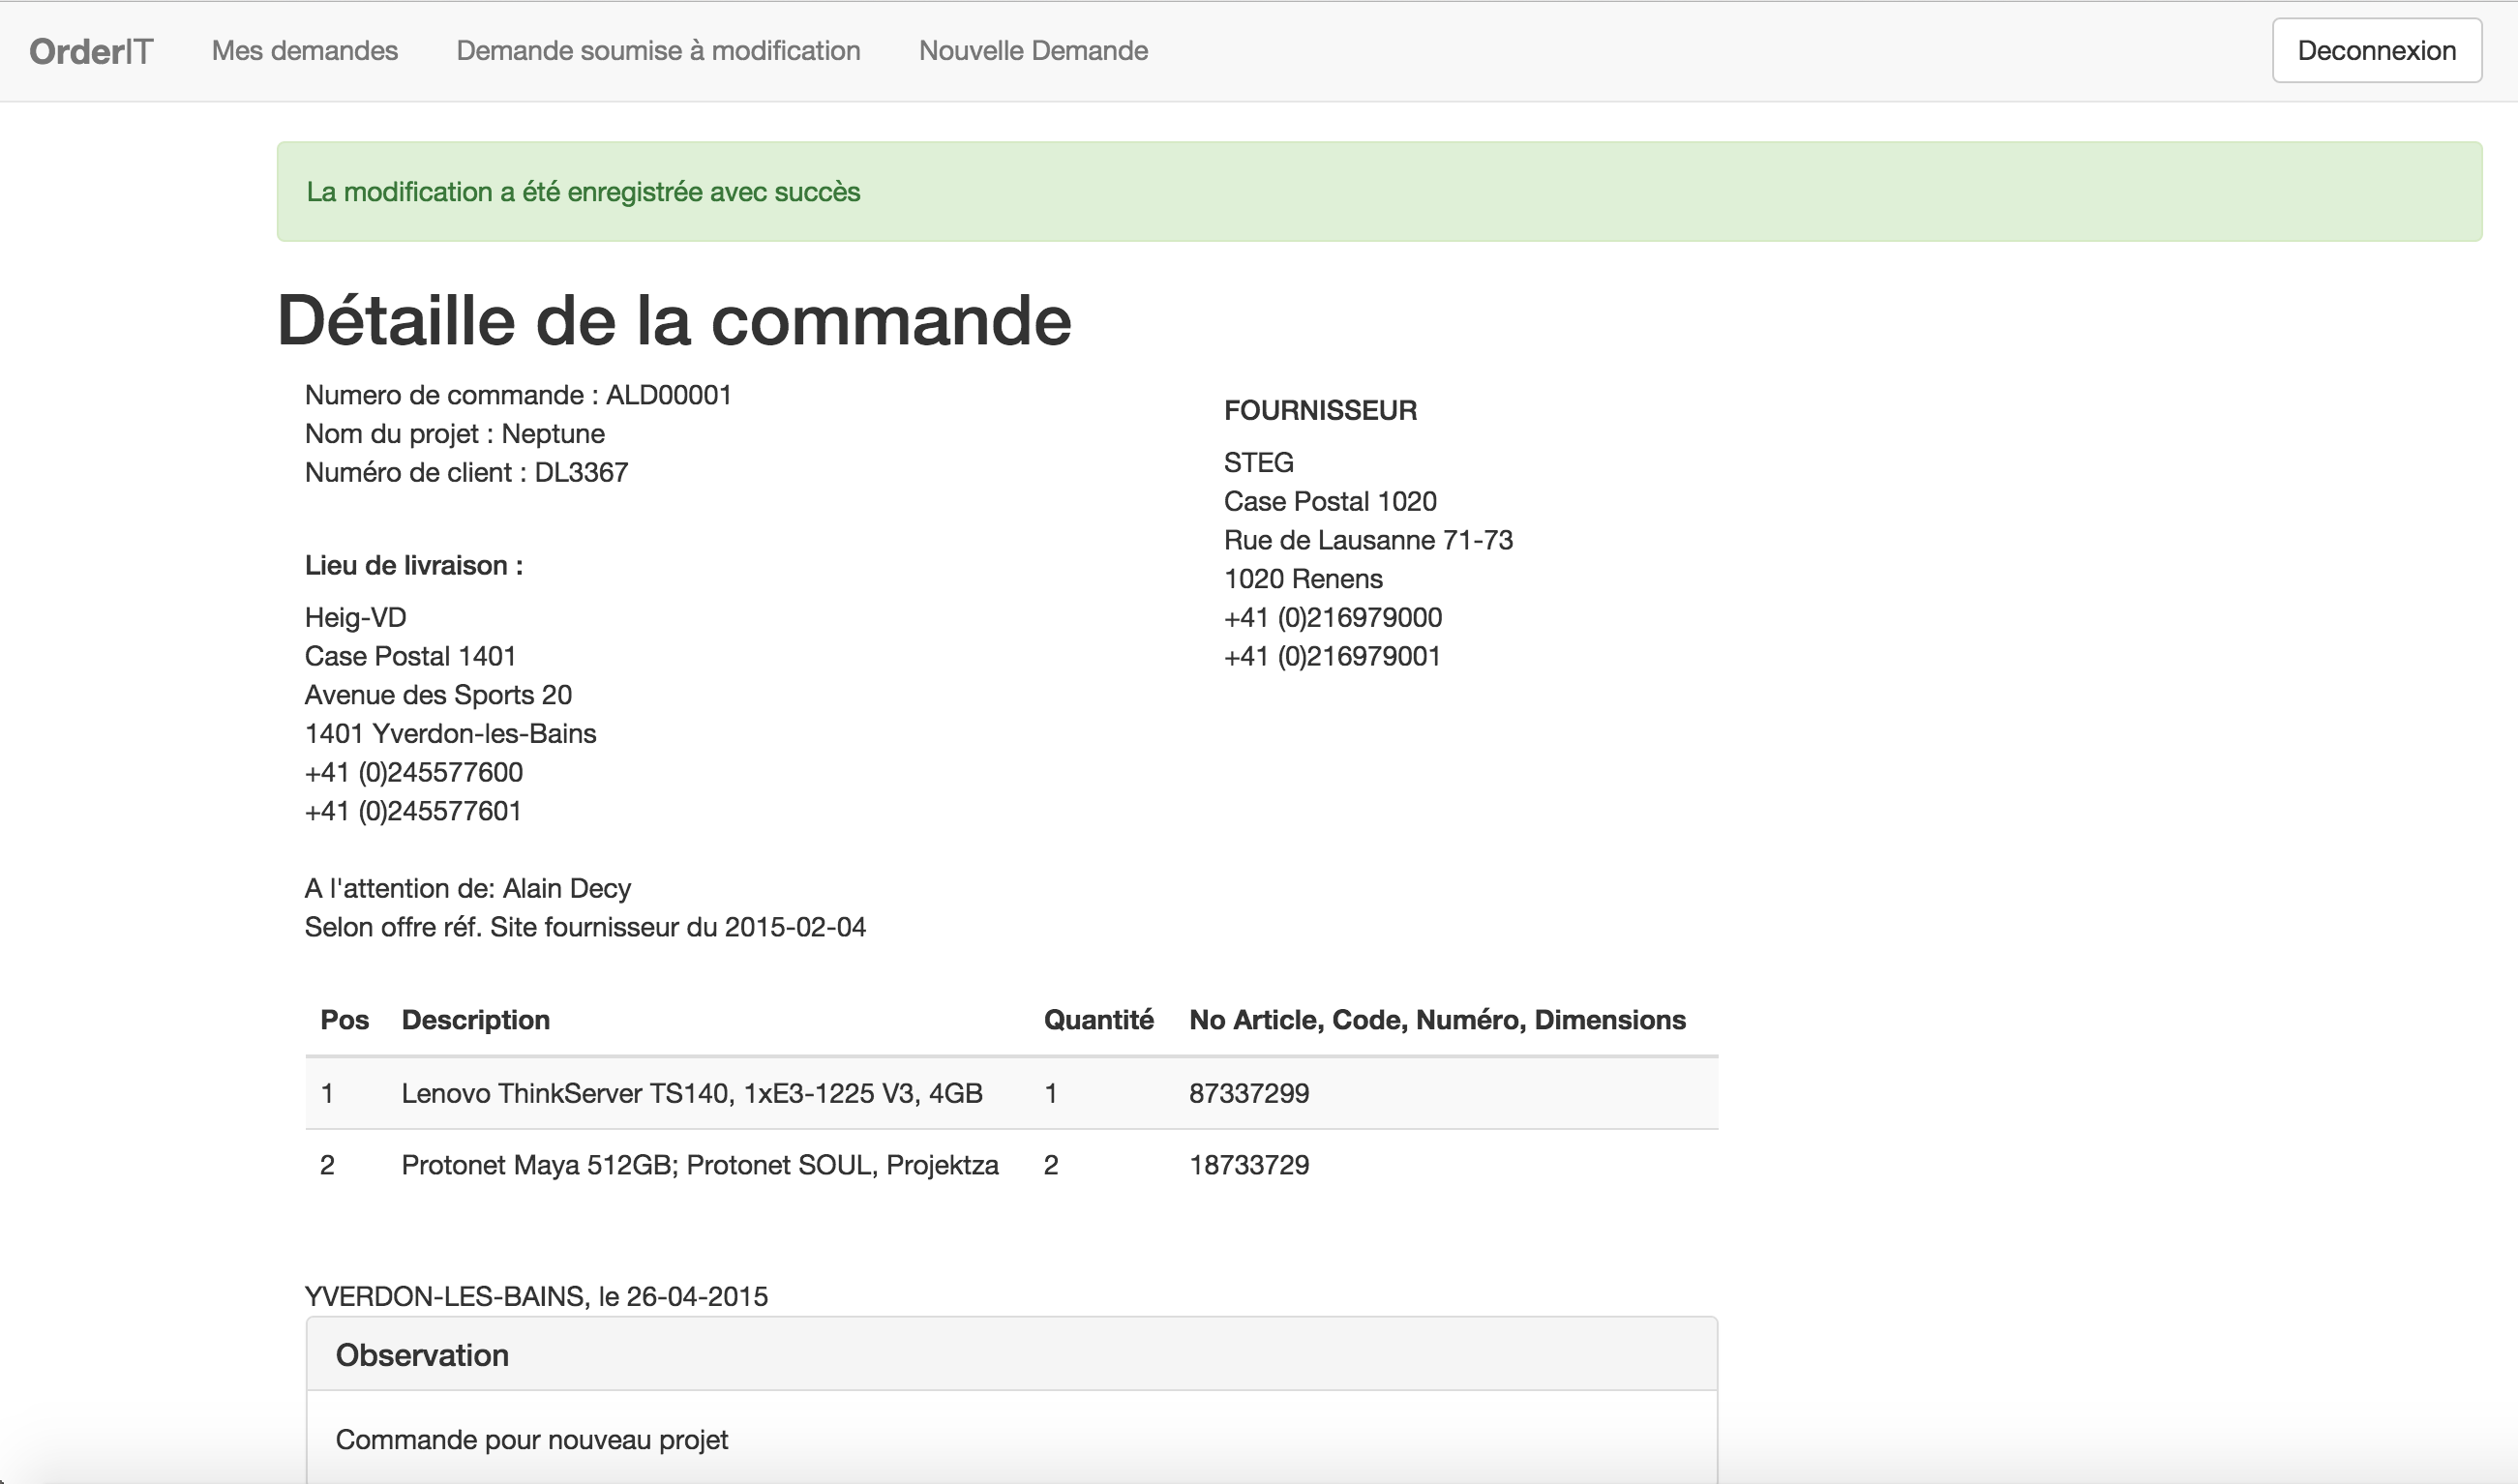 OrderIT Mes demandes Demande soumise à modification Nouvelle Demande Deconnexion
La modification a été enregistrée avec succès
Détaille de la commande
Numero de commande : ALD00001
Nom du projet : Neptune
Numéro de client : DL3367
FOURNISSEUR
STEG
Case Postal 1020
Rue de Lausanne 71-73
1020 Renens
+41 (0)216979000
+41 (0)216979001
Lieu de livraison :
Heig-VD
Case Postal 1401
Avenue des Sports 20
1401 Yverdon-les-Bains
+41 (0)245577600
+41 (0)245577601
A l'attention de: Alain Decy
Selon offre réf. Site fournisseur du 2015-02-04
Pos Description Quantité No Article, Code, Numéro, Dimensions
1 Lenovo ThinkServer TS140, 1xE3-1225 V3, 4GB 1 87337299
2 Protonet Maya 512GB; Protonet SOUL, Projektza 2 18733729
YVERDON-LES-BAINS, le 26-04-2015
Observation
Commande pour nouveau projet